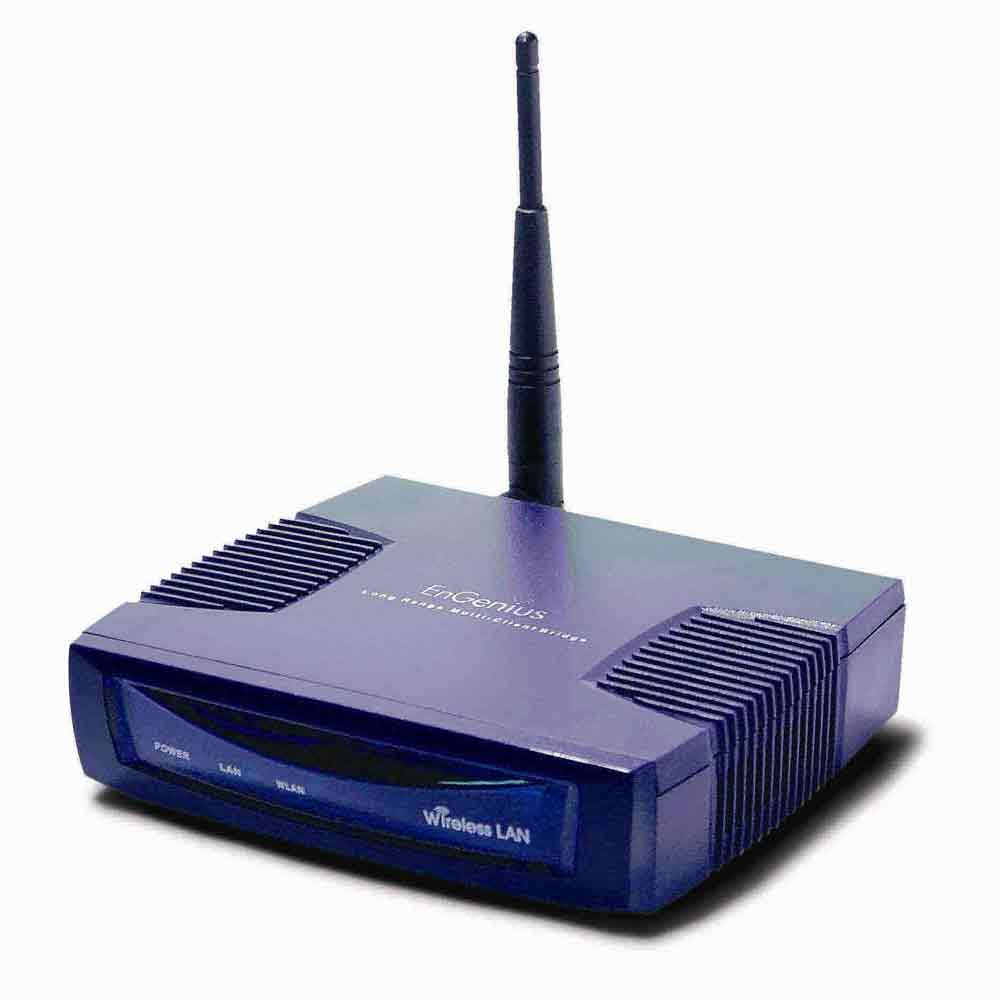 EnGenius
Long Range Multi-Client Bridge
POWER
LAN
WLAN
Wireless LAN